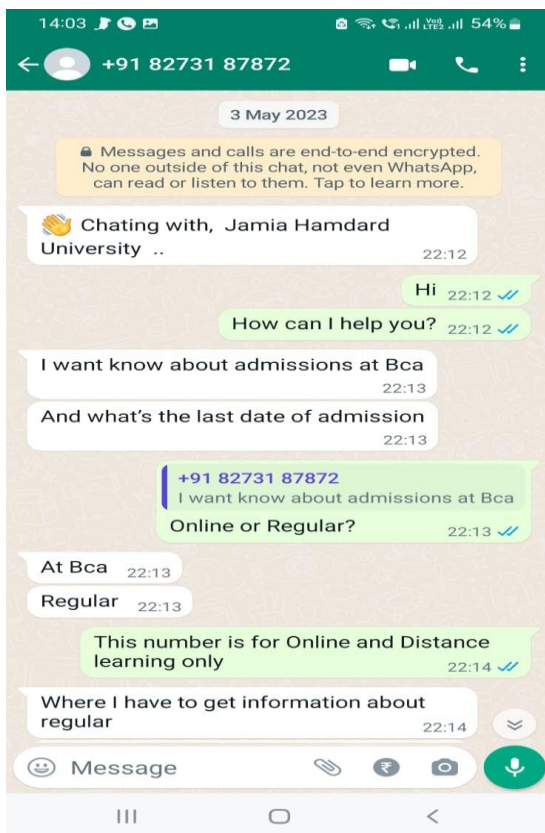 14:03 54%
+91 82731 87872
3 May 2023
Messages and calls are end-to-end encrypted.
No one outside of this chat, not even WhatsApp,
can read or listen to them. Tap to learn more.
👋 Chating with, Jamia Hamdard
University ..
22:12
Hi 22:12
How can I help you? 22:12
I want know about admissions at Bca
22:13
And what's the last date of admission
22:13
+91 82731 87872
I want know about admissions at Bca
Online or Regular? 22:13
At Bca 22:13
Regular 22:13
This number is for Online and Distance
learning only 22:14
Where I have to get information about
regular 22:14
Message